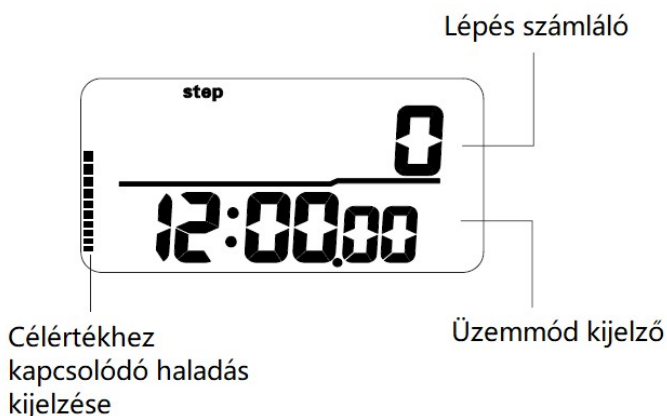 Lépés számláló
step
0
12:00.00
Üzemmód kijelző
Célértékhez
kapcsolódó haladás
kijelzése